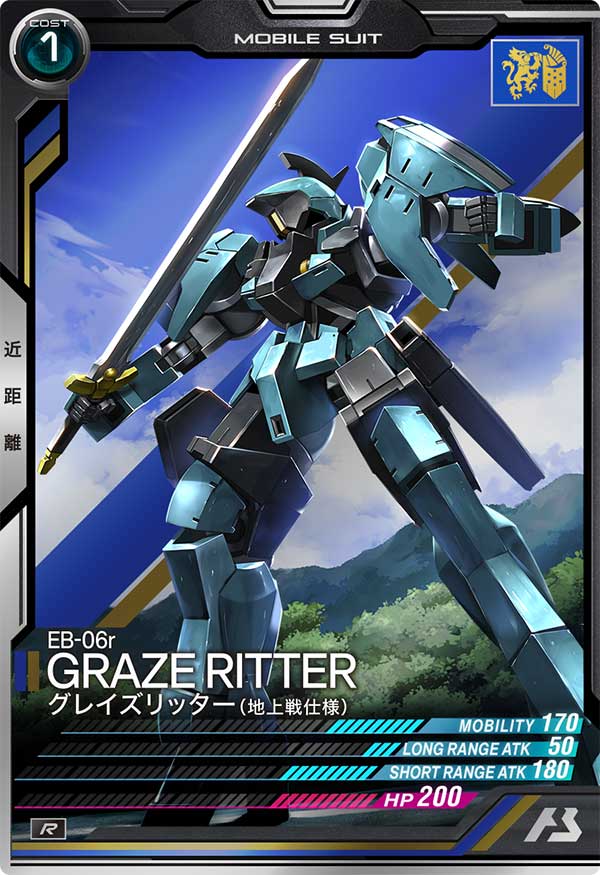 COST
1
MOBILE SUIT
近距離
EB-06r
GRAZE RITTER
グレイズリッター(地上戦仕様)
MOBILITY 170
LONG RANGE ATK 50
SHORT RANGE ATK 180
HP 200
R